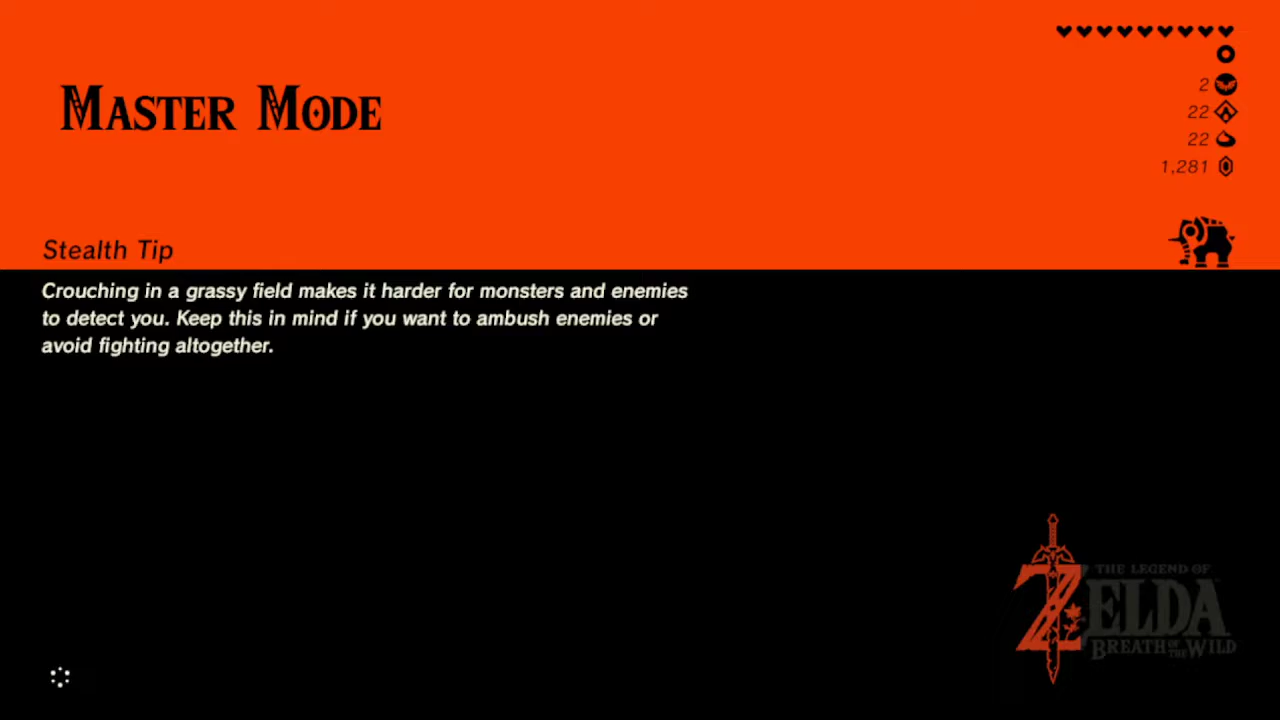 Master Mode
2
22
22
1,281
Stealth Tip
Crouching in a grassy field makes it harder for monsters and enemies
to detect you. Keep this in mind if you want to ambush enemies or
avoid fighting altogether.
THE LEGEND OF
ZELDA
BREATH OF THE WILD